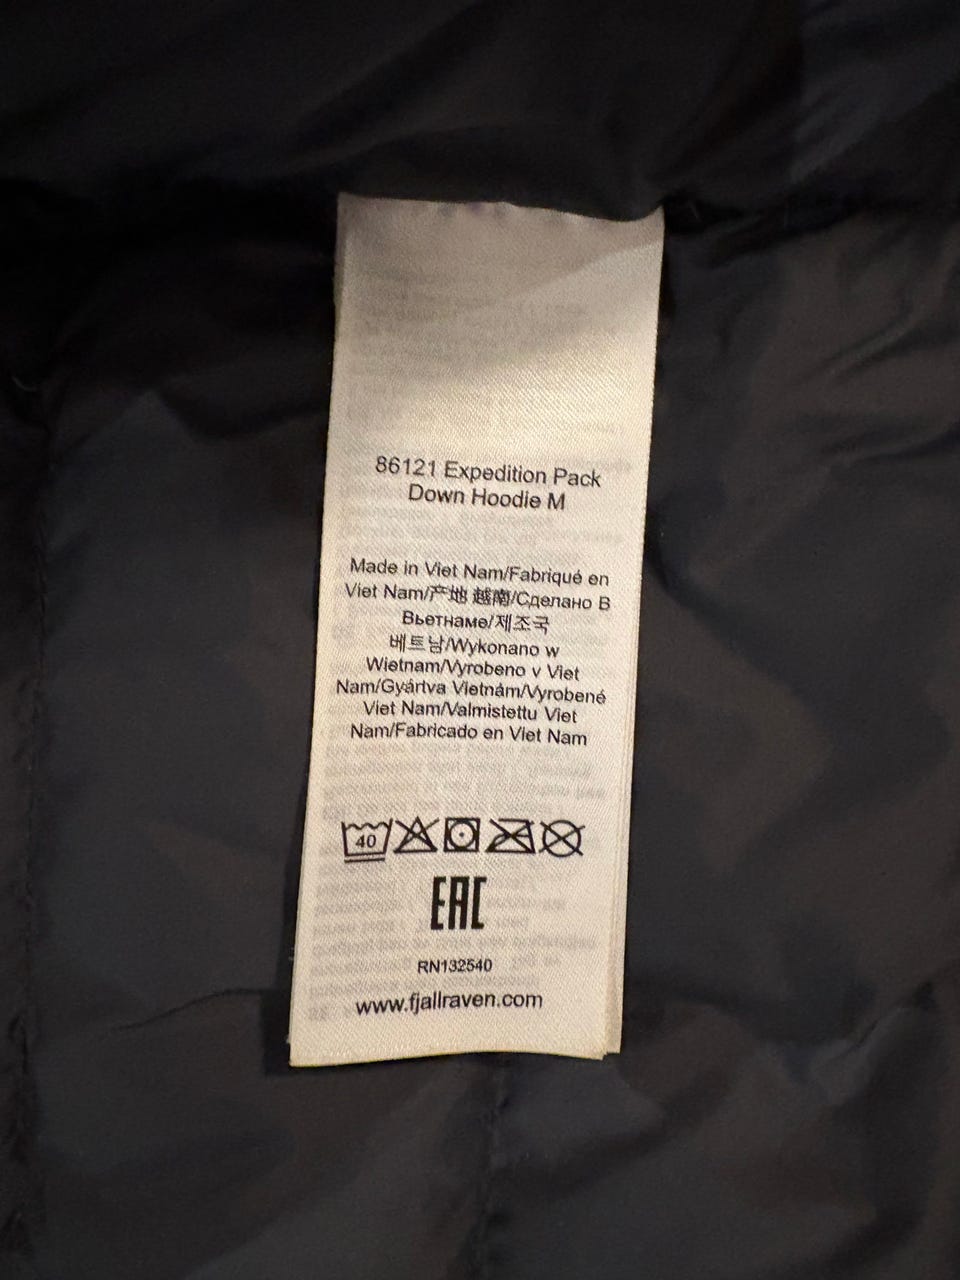 86121 Expedition Pack
Down Hoodie M
Made in Viet Nam/Fabriqué en
Viet Nam/产地 越南/Сделано В
Вьетнаме/제조국
베트남/Wykonano w
Wietnam/Vyrobeno v Viet
Nam/Gyártva Vietnám/Vyrobené
Viet Nam/Valmistettu Viet
Nam/Fabricado en Viet Nam
40
EAC
RN132540
www.fjallraven.com